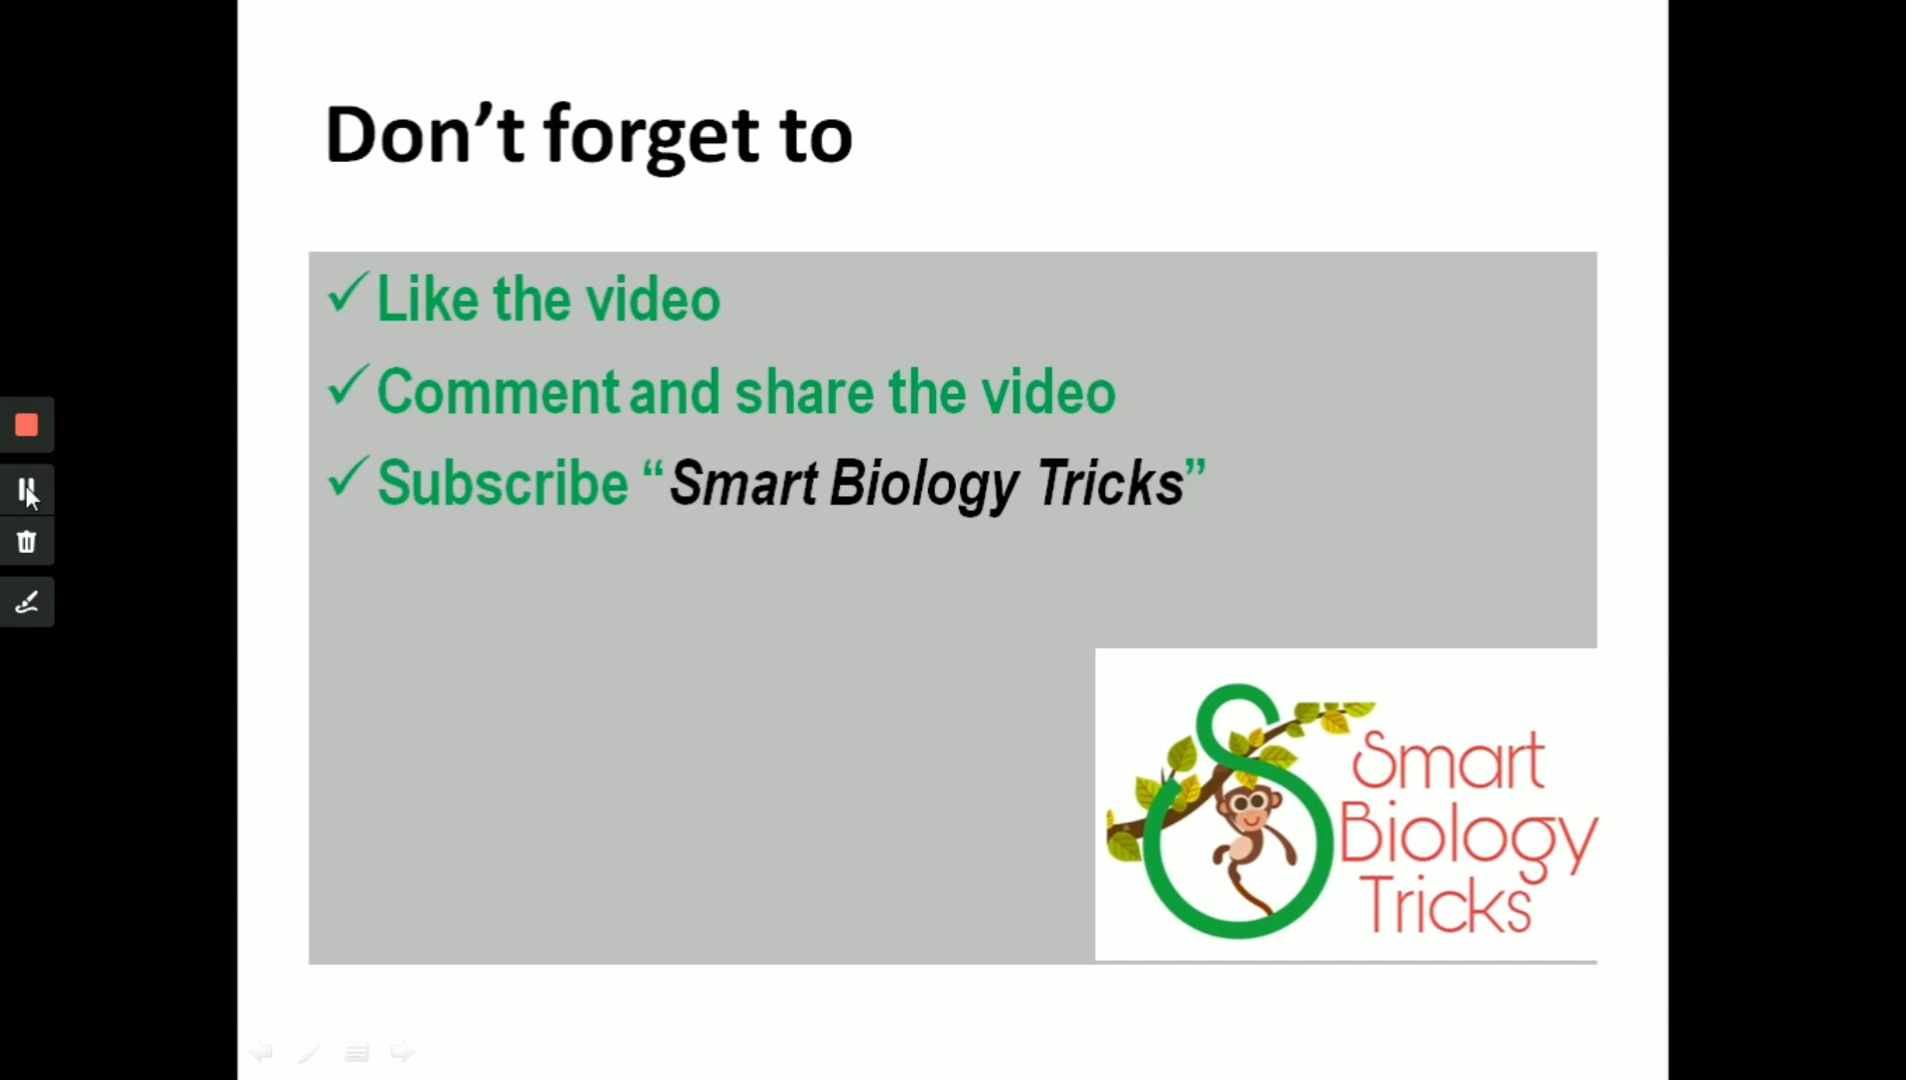 Don’t forget to
✓Like the video
✓Comment and share the video
✓Subscribe “Smart Biology Tricks”
Smart
Biology
Tricks